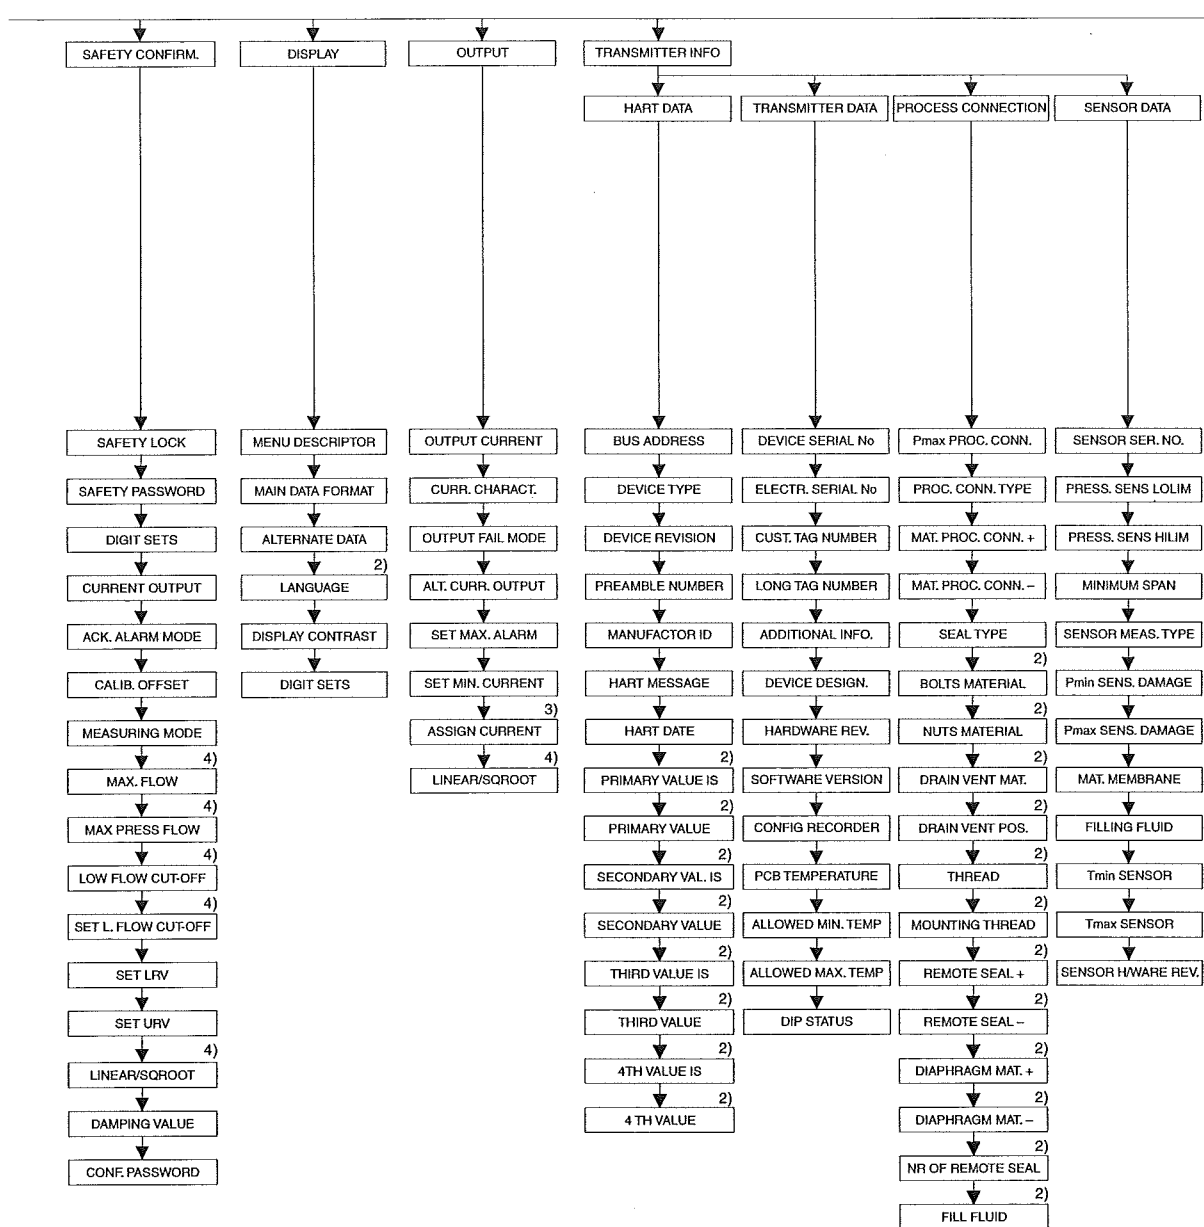 SAFETY CONFIRM.
DISPLAY
OUTPUT
TRANSMITTER INFO
HART DATA
TRANSMITTER DATA
PROCESS CONNECTION
SENSOR DATA
SAFETY LOCK
SAFETY PASSWORD
DIGIT SETS
CURRENT OUTPUT
ACK. ALARM MODE
CALIB. OFFSET
MEASURING MODE
4)
MAX. FLOW
4)
MAX PRESS FLOW
4)
LOW FLOW CUT-OFF
4)
SET L. FLOW CUT-OFF
SET LRV
SET URV
4)
LINEAR/SQROOT
DAMPING VALUE
CONF. PASSWORD
MENU DESCRIPTOR
MAIN DATA FORMAT
ALTERNATE DATA
2)
LANGUAGE
DISPLAY CONTRAST
DIGIT SETS
OUTPUT CURRENT
CURR. CHARACT.
OUTPUT FAIL MODE
ALT. CURR. OUTPUT
SET MAX. ALARM
SET MIN. CURRENT
3)
ASSIGN CURRENT
4)
LINEAR/SQROOT
BUS ADDRESS
DEVICE TYPE
DEVICE REVISION
PREAMBLE NUMBER
MANUFACTOR ID
HART MESSAGE
HART DATE
2)
PRIMARY VALUE IS
2)
PRIMARY VALUE
2)
SECONDARY VAL. IS
2)
SECONDARY VALUE
2)
THIRD VALUE IS
2)
THIRD VALUE
2)
4TH VALUE IS
2)
4 TH VALUE
DEVICE SERIAL No
ELECTR. SERIAL No
CUST. TAG NUMBER
LONG TAG NUMBER
ADDITIONAL INFO.
DEVICE DESIGN.
HARDWARE REV.
SOFTWARE VERSION
CONFIG RECORDER
PCB TEMPERATURE
ALLOWED MIN. TEMP
ALLOWED MAX. TEMP
DIP STATUS
Pmax PROC. CONN.
PROC. CONN. TYPE
MAT. PROC. CONN. +
MAT. PROC. CONN. –
SEAL TYPE
2)
BOLTS MATERIAL
2)
NUTS MATERIAL
2)
DRAIN VENT MAT.
2)
DRAIN VENT POS.
2)
THREAD
2)
MOUNTING THREAD
2)
REMOTE SEAL +
2)
REMOTE SEAL –
2)
DIAPHRAGM MAT. +
2)
DIAPHRAGM MAT. –
2)
NR OF REMOTE SEAL
2)
FILL FLUID
SENSOR SER. NO.
PRESS. SENS LOLIM
PRESS. SENS HILIM
MINIMUM SPAN
SENSOR MEAS. TYPE
Pmin SENS. DAMAGE
Pmax SENS. DAMAGE
MAT. MEMBRANE
FILLING FLUID
Tmin SENSOR
Tmax SENSOR
SENSOR H/WARE REV.